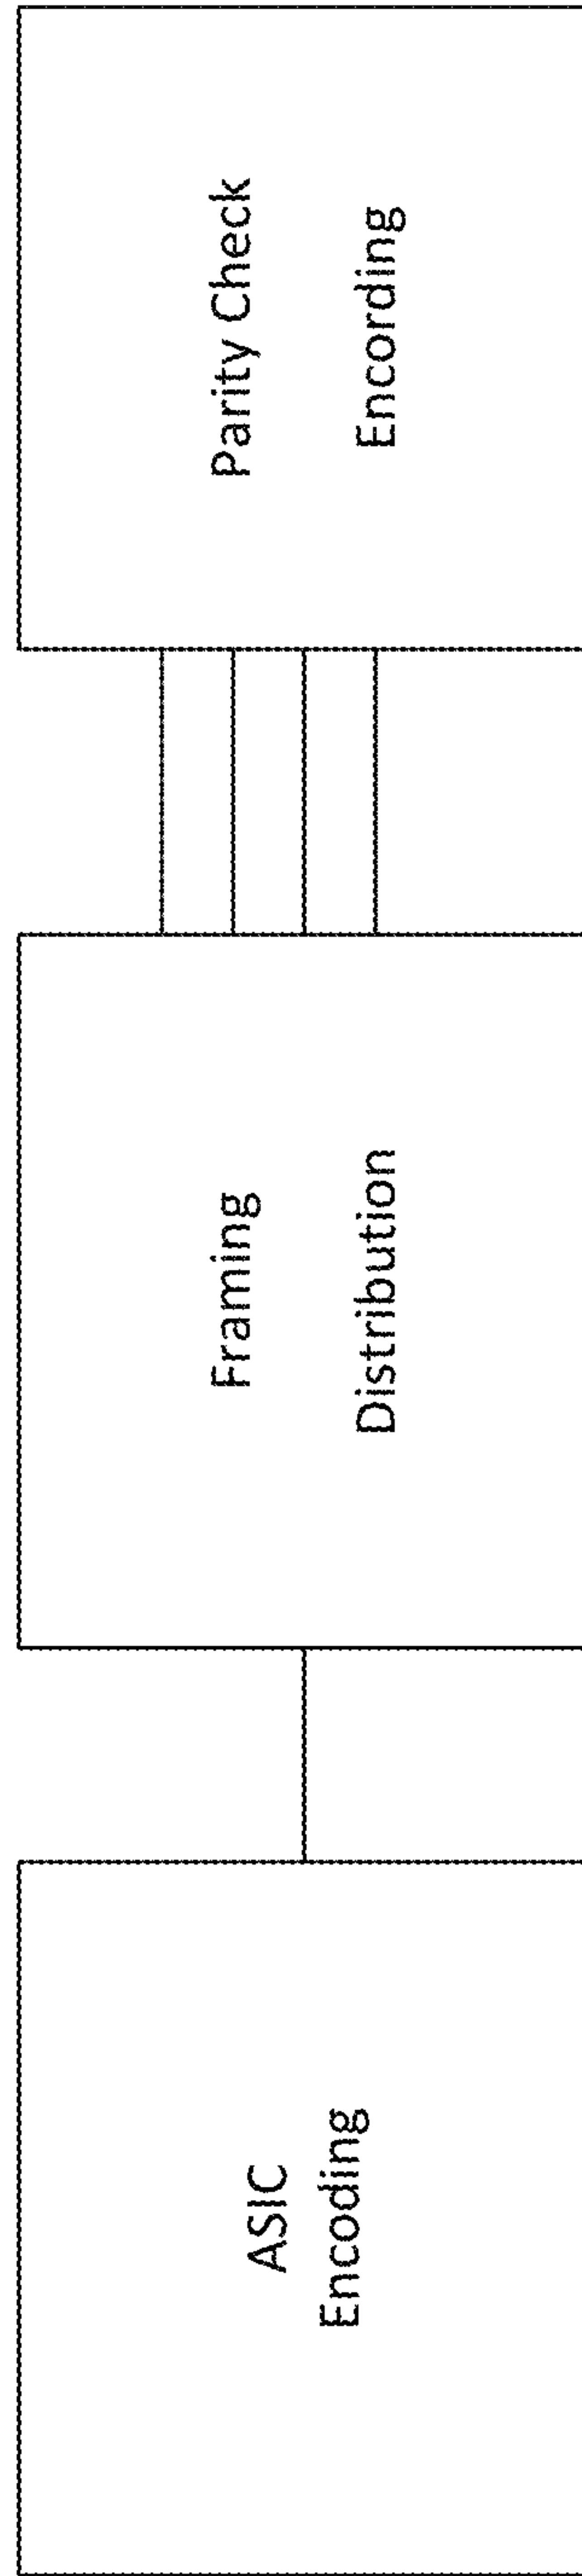 ASIC
Encoding
Framing
Distribution
Parity Check
Encording